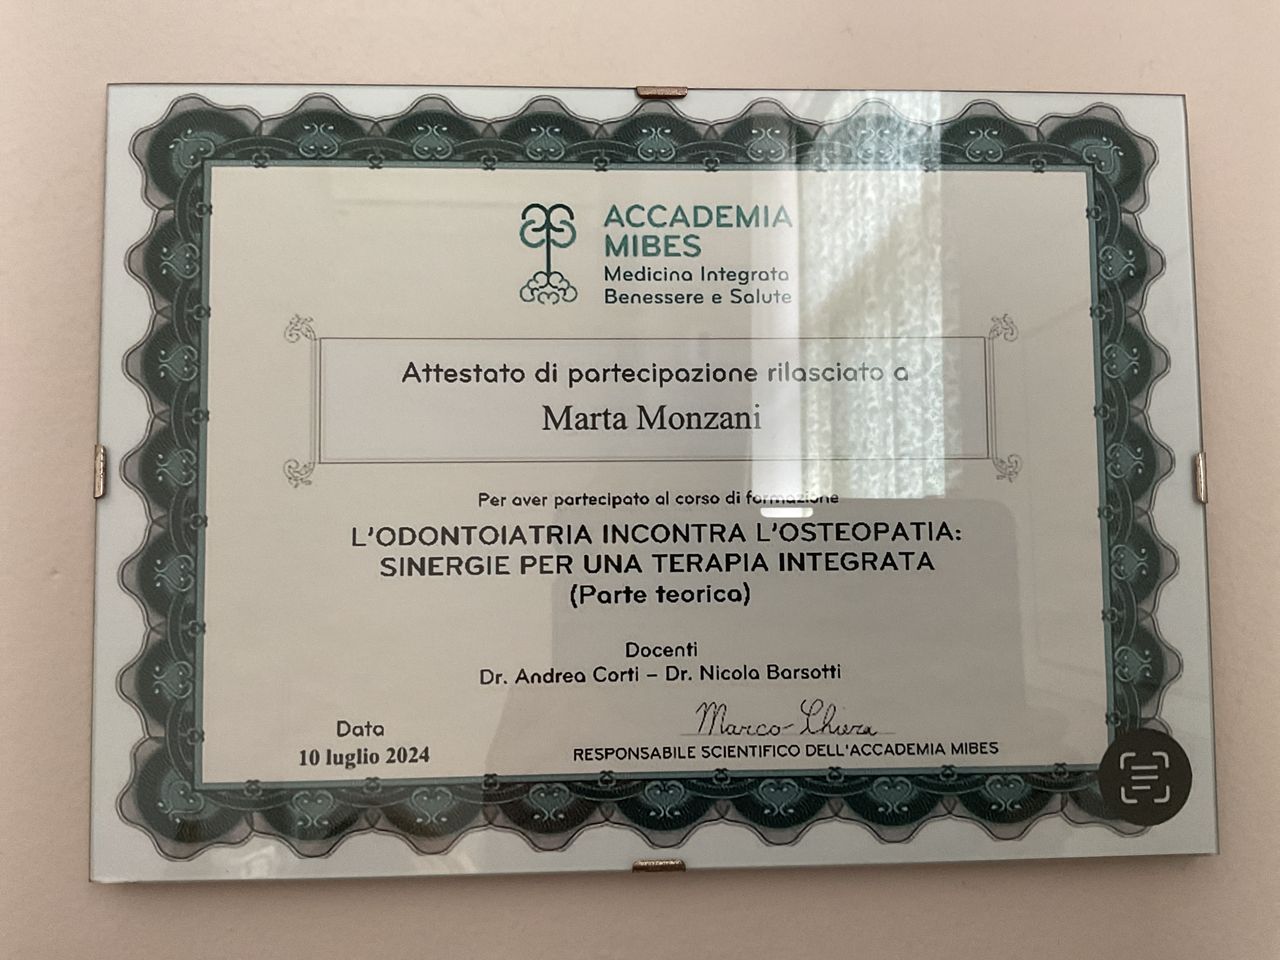 ACCADEMIA
MIBES
Medicina Integrata
Benessere e Salute
Attestato di partecipazione rilasciato a
Marta Monzani
Per aver partecipato al corso di formazione
L'ODONTOIATRIA INCONTRA L'OSTEOPATIA:
SINERGIE PER UNA TERAPIA INTEGRATA
(Parte teorica)
Docenti
Dr. Andrea Corti – Dr. Nicola Barsotti
Data
10 luglio 2024
Marco Chiera
RESPONSABILE SCIENTIFICO DELL'ACCADEMIA MIBES